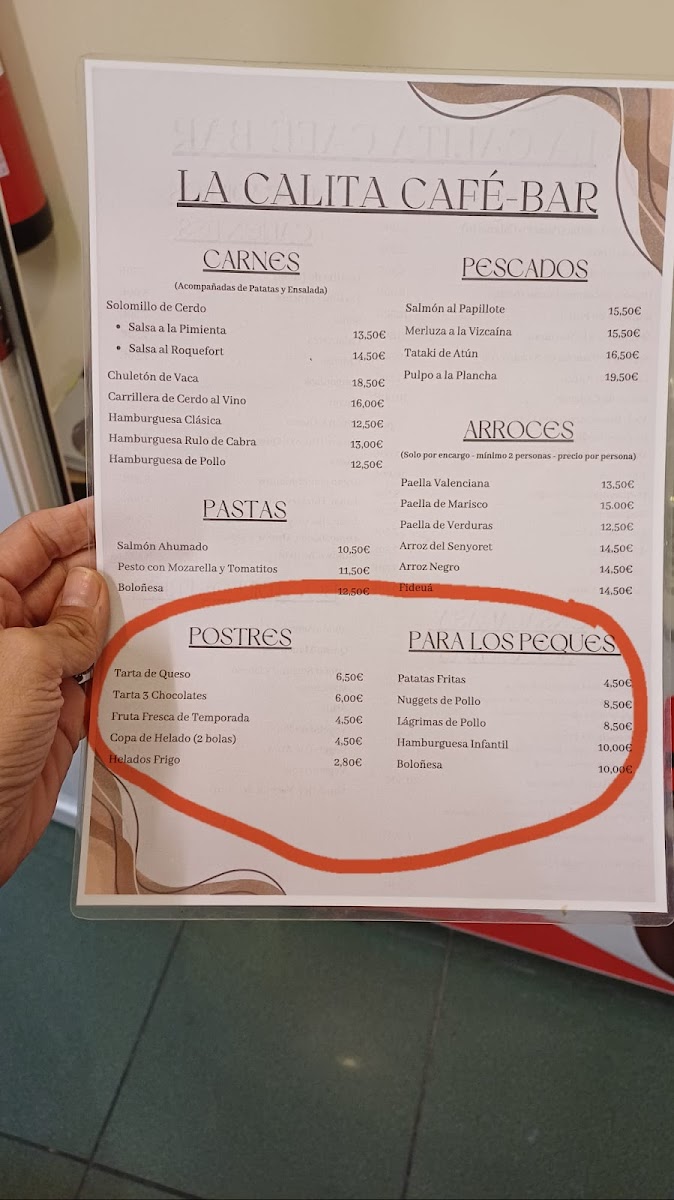 LA CALITA CAFÉ-BAR
CARNES
(Acompañadas de Patatas y Ensalada)
Solomillo de Cerdo
• Salsa a la Pimienta 13,50€
• Salsa al Roquefort 14,50€
Chuletón de Vaca 18,50€
Carrillera de Cerdo al Vino 16,00€
Hamburguesa Clásica 12,50€
Hamburguesa Rulo de Cabra 13,00€
Hamburguesa de Pollo 12,50€
PASTAS
Salmón Ahumado 10,50€
Pesto con Mozarella y Tomatitos 11,50€
Boloñesa 12,50€
PESCADOS
Salmón al Papillote 15,50€
Merluza a la Vizcaína 15,50€
Tataki de Atún 16,50€
Pulpo a la Plancha 19,50€
ARROCES
(Solo por encargo - mínimo 2 personas - precio por persona)
Paella Valenciana 13,50€
Paella de Marisco 15,00€
Paella de Verduras 12,50€
Arroz del Senyoret 14,50€
Arroz Negro 14,50€
Fideuá 14,50€
POSTRES
Tarta de Queso 6,50€
Tarta 3 Chocolates 6,00€
Fruta Fresca de Temporada 4,50€
Copa de Helado (2 bolas) 4,50€
Helados Frigo 2,80€
PARA LOS PEQUES
Patatas Fritas 4,50€
Nuggets de Pollo 8,50€
Lágrimas de Pollo 8,50€
Hamburguesa Infantil 10,00€
Boloñesa 10,00€